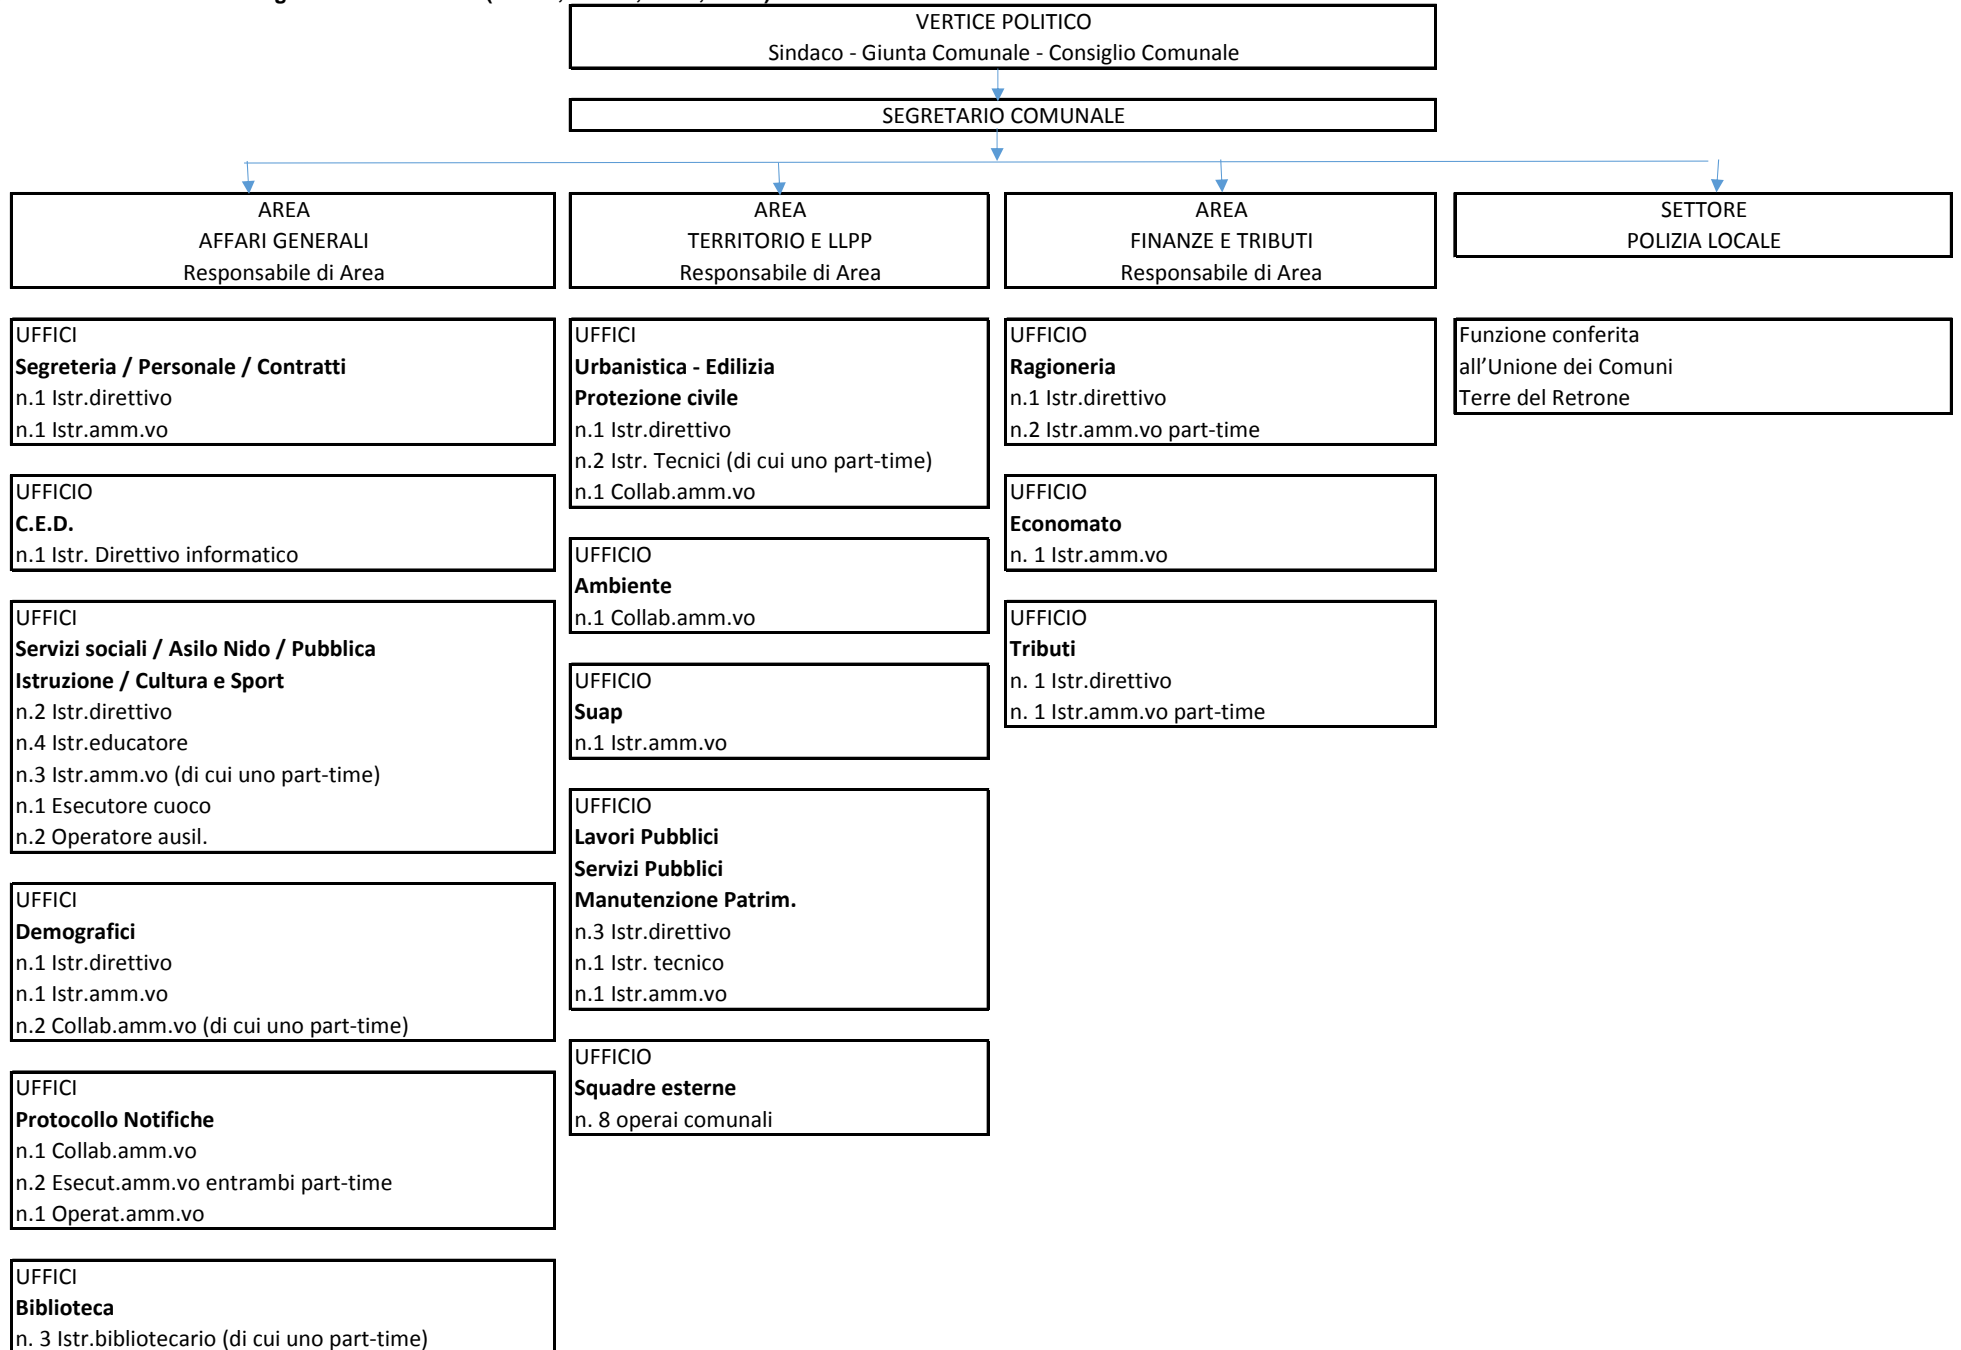 VERTICE POLITICO
Sindaco - Giunta Comunale - Consiglio Comunale
SEGRETARIO COMUNALE
AREA
AFFARI GENERALI
Responsabile di Area
AREA
TERRITORIO E LLPP
Responsabile di Area
AREA
FINANZE E TRIBUTI
Responsabile di Area
SETTORE
POLIZIA LOCALE
UFFICI
Segreteria / Personale / Contratti
n.1 Istr.direttivo
n.1 Istr.amm.vo
UFFICIO
C.E.D.
n.1 Istr. Direttivo informatico
UFFICI
Servizi sociali / Asilo Nido / Pubblica
Istruzione / Cultura e Sport
n.2 Istr.direttivo
n.4 Istr.educatore
n.3 Istr.amm.vo (di cui uno part-time)
n.1 Esecutore cuoco
n.2 Operatore ausil.
UFFICI
Demografici
n.1 Istr.direttivo
n.1 Istr.amm.vo
n.2 Collab.amm.vo (di cui uno part-time)
UFFICI
Protocollo Notifiche
n.1 Collab.amm.vo
n.2 Esecut.amm.vo entrambi part-time
n.1 Operat.amm.vo
UFFICI
Biblioteca
n. 3 Istr.bibliotecario (di cui uno part-time)
UFFICI
Urbanistica - Edilizia
Protezione civile
n.1 Istr.direttivo
n.2 Istr. Tecnici (di cui uno part-time)
n.1 Collab.amm.vo
UFFICIO
Ambiente
n.1 Collab.amm.vo
UFFICIO
Suap
n.1 Istr.amm.vo
UFFICIO
Lavori Pubblici
Servizi Pubblici
Manutenzione Patrim.
n.3 Istr.direttivo
n.1 Istr. tecnico
n.1 Istr.amm.vo
UFFICIO
Squadre esterne
n. 8 operai comunali
UFFICIO
Ragioneria
n.1 Istr.direttivo
n.2 Istr.amm.vo part-time
UFFICIO
Economato
n. 1 Istr.amm.vo
UFFICIO
Tributi
n. 1 Istr.direttivo
n. 1 Istr.amm.vo part-time
Funzione conferita
all’Unione dei Comuni
Terre del Retrone